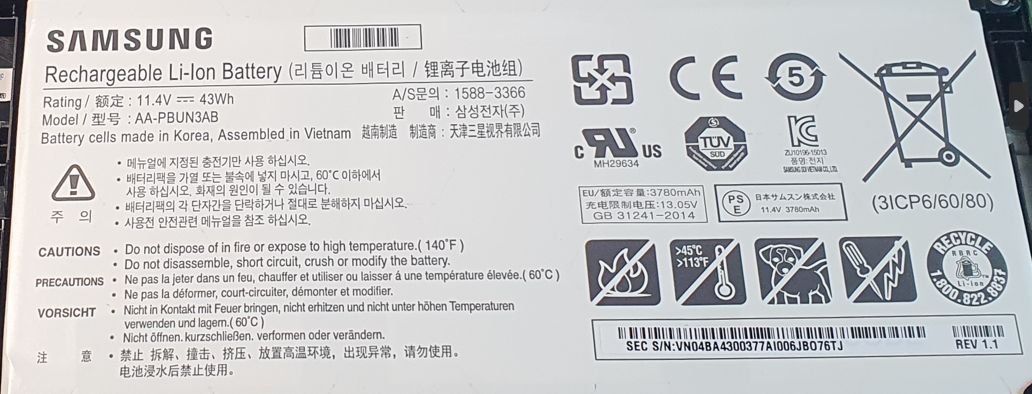 SAMSUNG
Rechargeable Li-Ion Battery (리튬이온 배터리 / 锂离子电池组)
Rating / 额定 : 11.4V ⎓ 43Wh
A/S문의 : 1588-3366
Model / 型号 : AA-PBUN3AB
판 매 : 삼성전자(주)
Battery cells made in Korea, Assembled in Vietnam 越南制造 制造商 : 天津三星视界有限公司
주 의
• 메뉴얼에 지정된 충전기만 사용 하십시오.
• 배터리팩을 가열 또는 불속에 넣지 마시고, 60°C 이하에서
사용 하십시오. 화재의 원인이 될 수 있습니다.
• 배터리팩의 각 단자간을 단락하거나 절대로 분해하지 마십시오.
• 사용전 안전관련 메뉴얼을 참조 하십시오.
CAUTIONS • Do not dispose of in fire or expose to high temperature.( 140°F )
• Do not disassemble, short circuit, crush or modify the battery.
PRECAUTIONS • Ne pas la jeter dans un feu, chauffer et utiliser ou laisser á une température élevée.( 60°C )
• Ne pas la déformer, court-circuiter, démonter et modifier.
VORSICHT • Nicht in Kontakt mit Feuer bringen, nicht erhitzen und nicht unter höhen Temperaturen
verwenden und lagern.( 60°C )
• Nicht öffnen. kurzschließen. verformen oder verändern.
注 意 • 禁止 拆解、撞击、挤压、放置高温环境，出现异常，请勿使用。
电池浸水后禁止使用。
CE
5
c RU® US
MH29634
TÜV
SÜD
KC
ZU10196-15013
품명 : 전지
SAMSUNG SDI VIETNAM CO., LTD.
(3ICP6/60/80)
EU/额定容量:3780mAh
充电限制电压:13.05V
GB 31241-2014
PS
E
日本サムスン株式会社
11.4V 3780mAh
>45°C
>113°F
RECYCLE
RBRC
Li-Ion
1.800.822.8837
SEC S/N:VN04BA4300377AI006JBO76TJ
REV 1.1